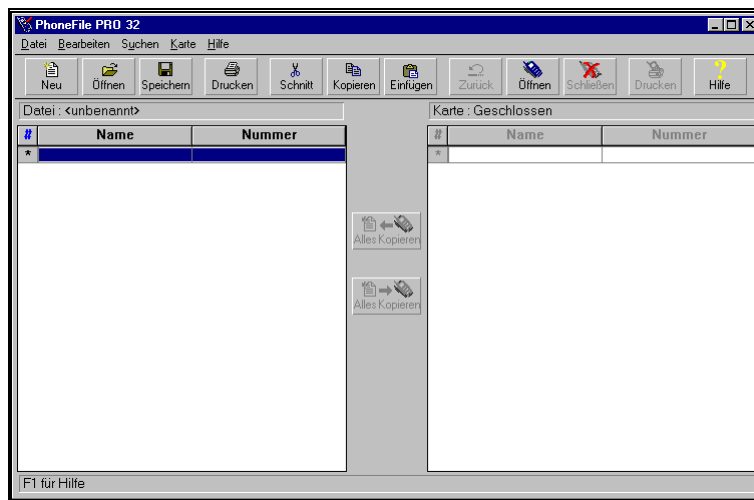 PhoneFile PRO 32
Datei Bearbeiten Suchen Karte Hilfe
Neu Öffnen Speichern Drucken Schnitt Kopieren Einfügen Zurück Öffnen Schließen Drucken Hilfe
Datei : <unbenannt> Karte : Geschlossen
# Name Nummer # Name Nummer
* *
Alles Kopieren
Alles Kopieren
F1 für Hilfe